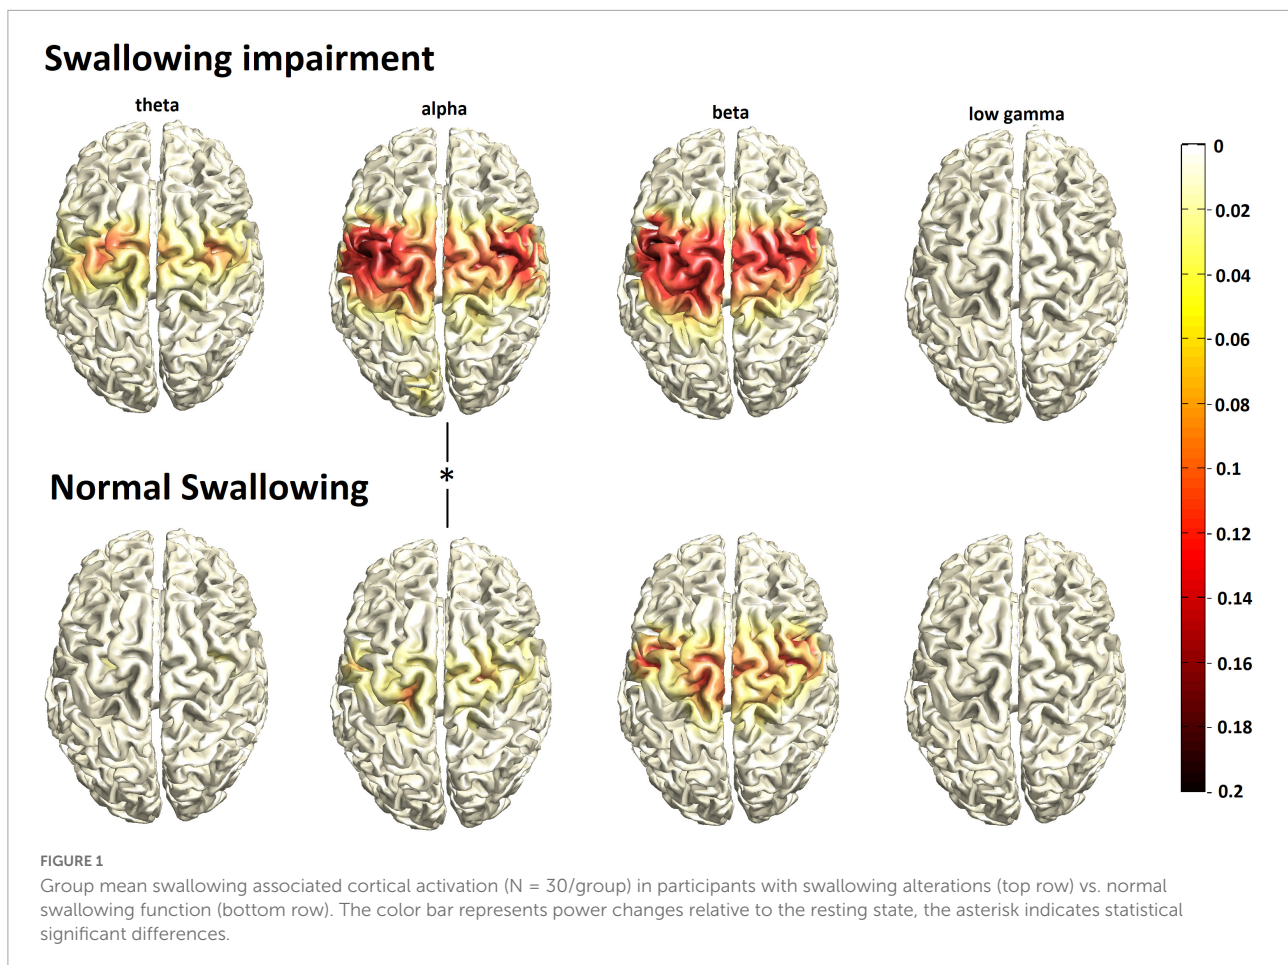 Swallowing impairment
theta
alpha
beta
low gamma
0
- 0.02
- 0.04
- 0.06
- 0.08
- 0.1
- 0.12
- 0.14
- 0.16
- 0.18
- 0.2
*
Normal Swallowing
FIGURE 1
Group mean swallowing associated cortical activation (N = 30/group) in participants with swallowing alterations (top row) vs. normal
swallowing function (bottom row). The color bar represents power changes relative to the resting state, the asterisk indicates statistical
significant differences.